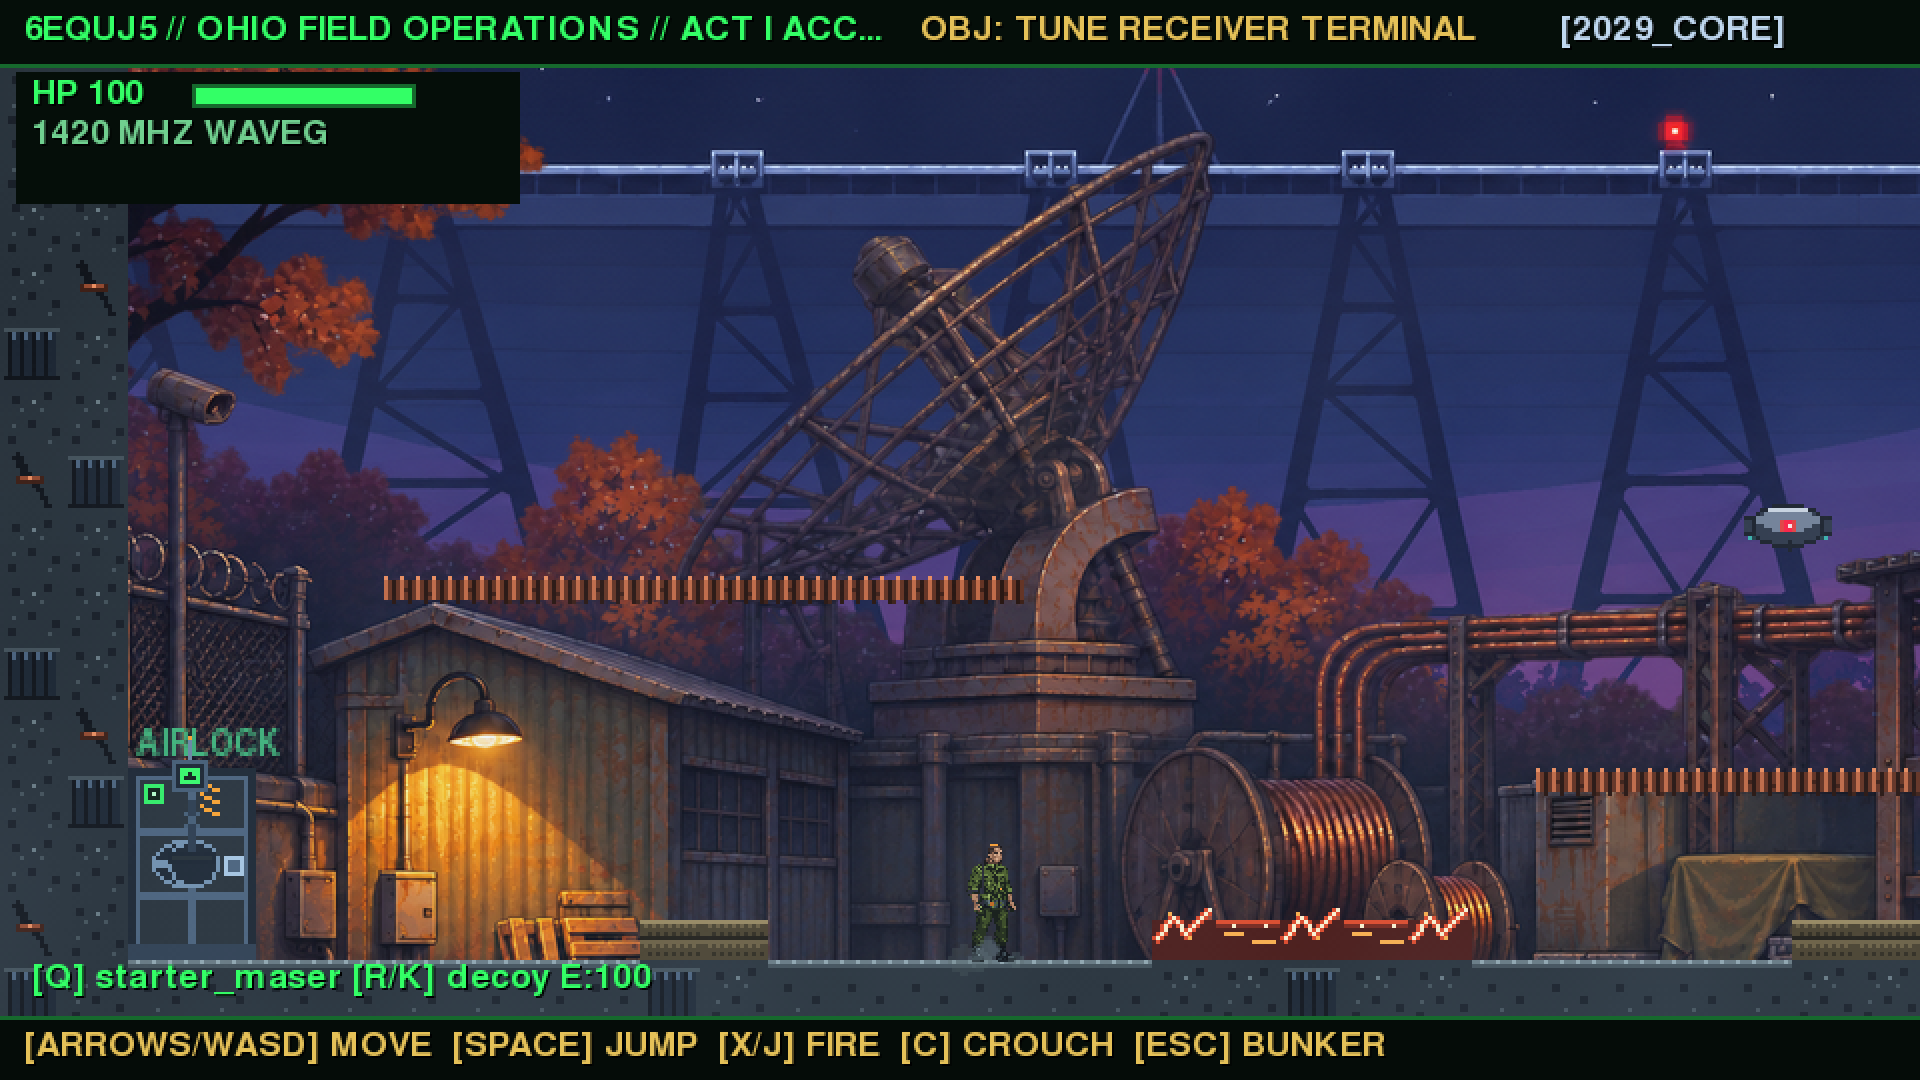 6EQUJ5 // OHIO FIELD OPERATIONS // ACT I ACC... OBJ: TUNE RECEIVER TERMINAL [2029_CORE]
HP 100
1420 MHZ WAVEG
AIRLOCK
[Q] starter_maser [R/K] decoy E:100
[ARROWS/WASD] MOVE [SPACE] JUMP [X/J] FIRE [C] CROUCH [ESC] BUNKER